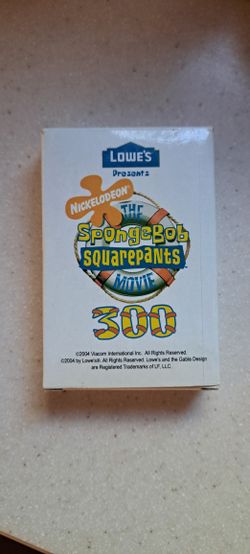 LOWE'S
Presents
NICKELODEON
THE
SpongeBob
SQUAREPANTS
MOVIE
300
©2004 Viacom International Inc. All Rights Reserved.
©2004 by Lowe's®. All Rights Reserved. Lowe's and the Gable Design
are Registered Trademarks of LF, LLC.